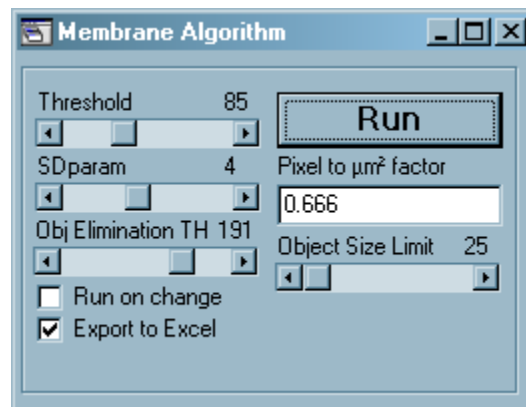 Membrane Algorithm
Threshold 85
Run
SDparam 4
Pixel to µm² factor
0.666
Obj Elimination TH 191
Object Size Limit 25
Run on change
Export to Excel